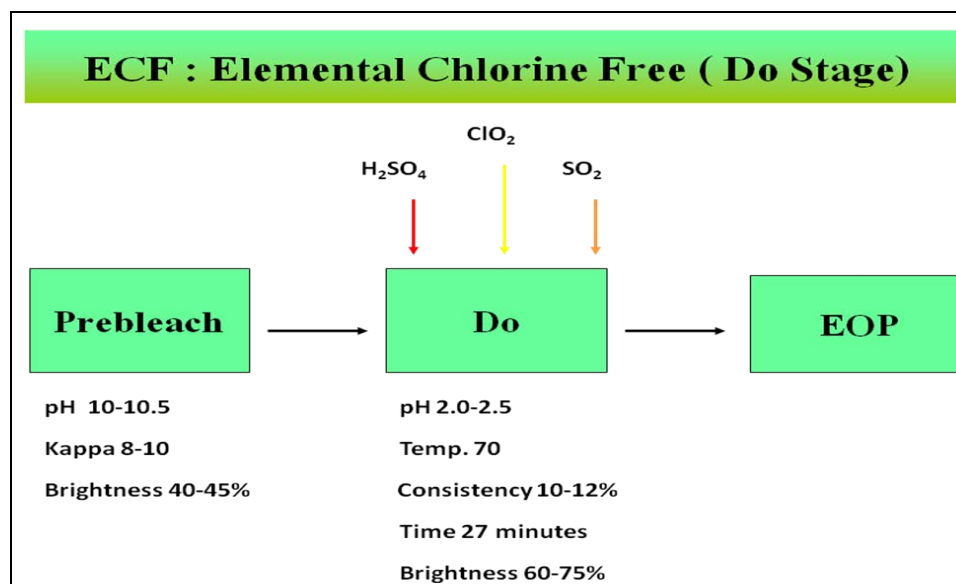 ECF : Elemental Chlorine Free ( Do Stage)
ClO₂
H₂SO₄ SO₂
Prebleach Do EOP
pH 10-10.5 pH 2.0-2.5
Kappa 8-10 Temp. 70
Brightness 40-45% Consistency 10-12%
Time 27 minutes
Brightness 60-75%